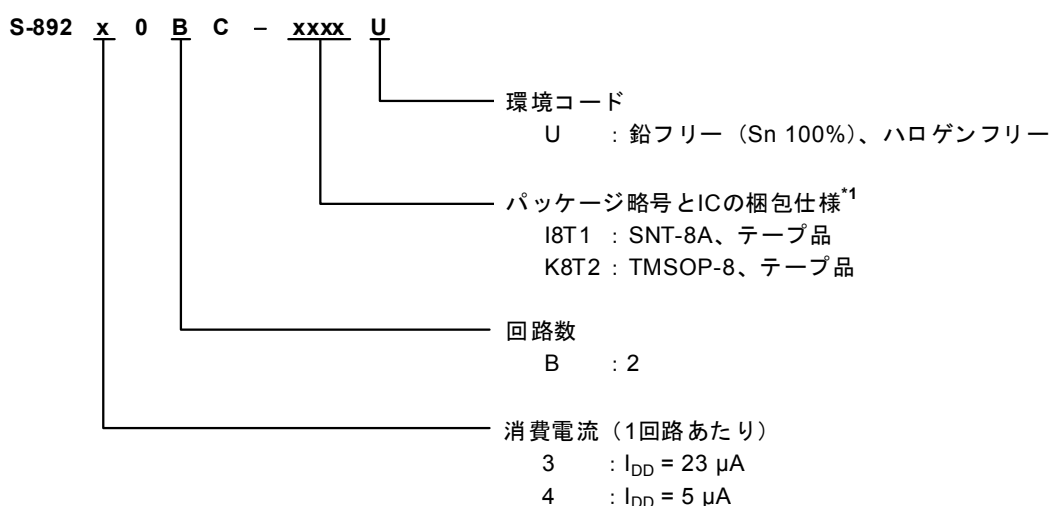 S-892 x 0 B C – xxxx U
環境コード
U : 鉛フリー (Sn 100%)、ハロゲンフリー
パッケージ略号とICの梱包仕様*1
I8T1 : SNT-8A、テープ品
K8T2 : TMSOP-8、テープ品
回路数
B : 2
消費電流（1回路あたり）
3 : IDD = 23 μA
4 : IDD = 5 μA